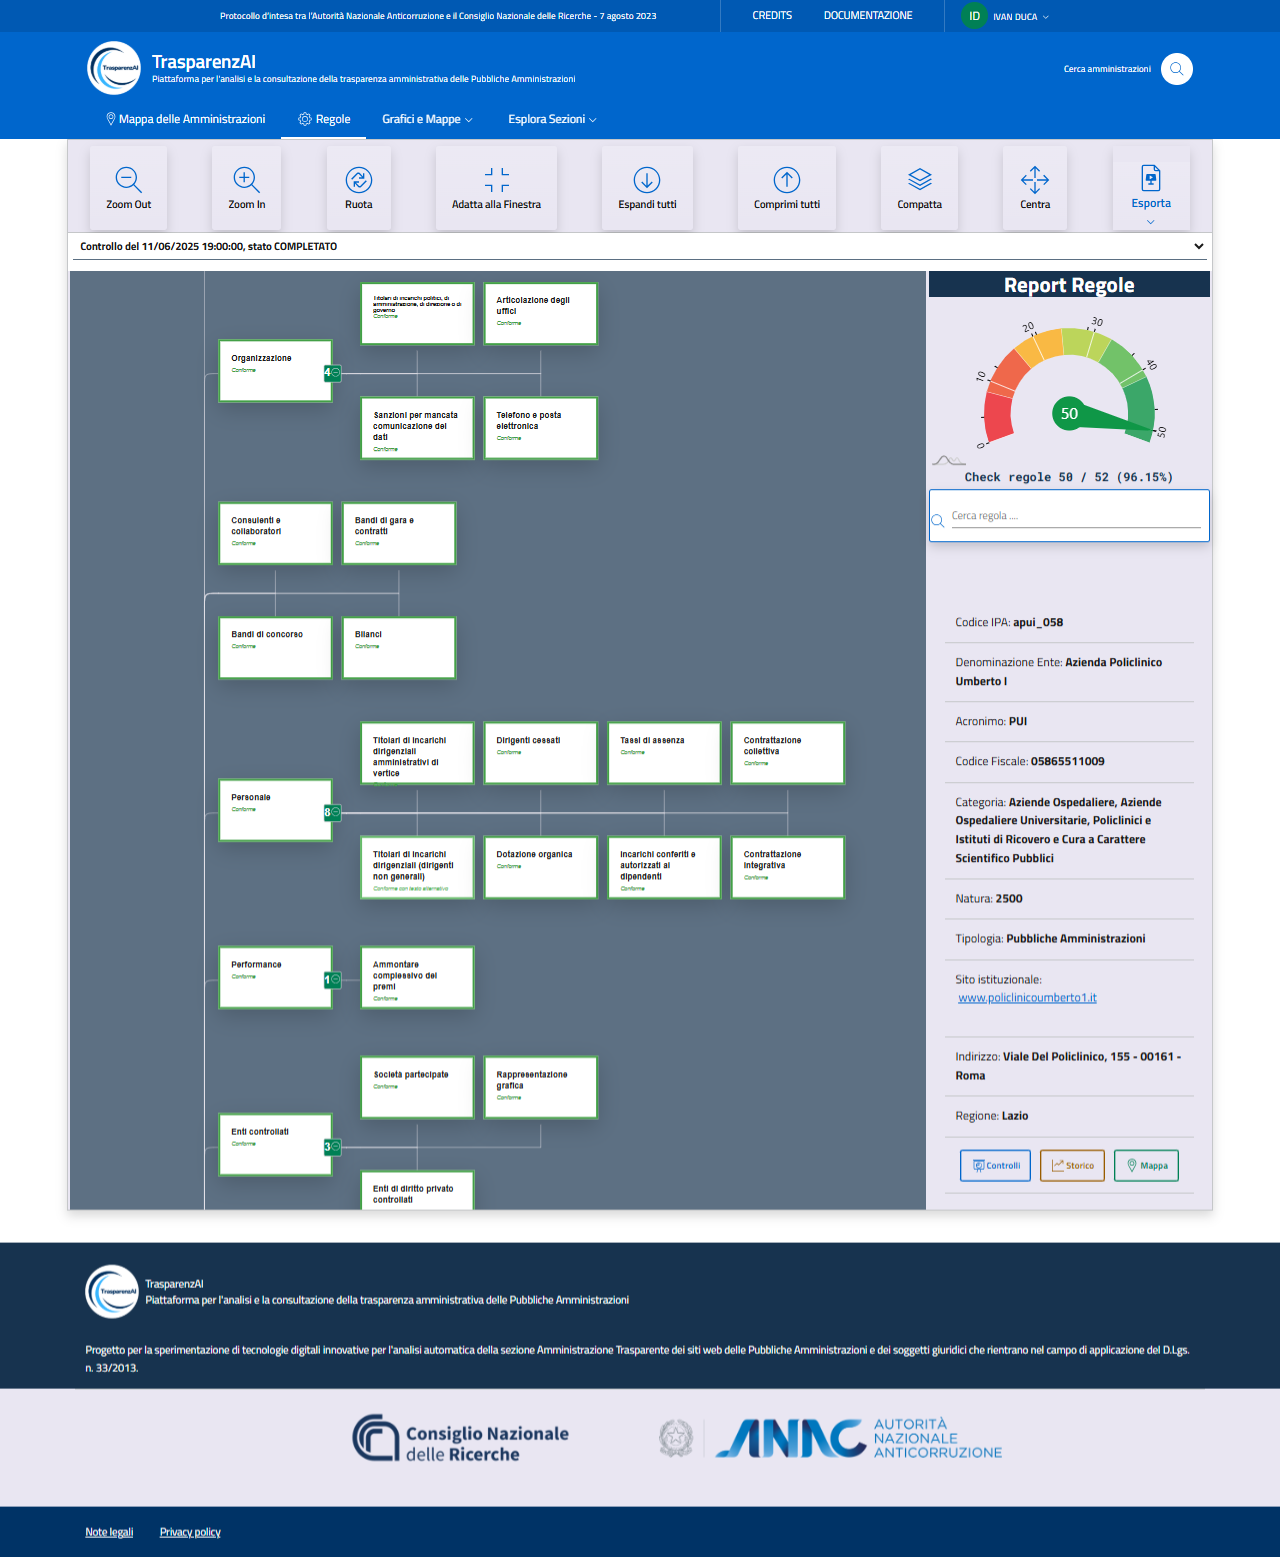 Protocollo d'intesa tra l'Autorità Nazionale Anticorruzione e il Consiglio Nazionale delle Ricerche - 7 agosto 2023
CREDITS
DOCUMENTAZIONE
ID
IVAN DUCA
TrasparenzAI
TrasparenzAI
Piattaforma per l'analisi e la consultazione della trasparenza amministrativa delle Pubbliche Amministrazioni
Cerca amministrazioni
Mappa delle Amministrazioni
Regole
Grafici e Mappe
Esplora Sezioni
Zoom Out
Zoom In
Ruota
Adatta alla Finestra
Espandi tutti
Comprimi tutti
Compatta
Centra
Esporta
Controllo del 11/06/2025 19:00:00, stato COMPLETATO
Titolari di incarichi politici, di
amministrazione, di direzione o di
governo
Conforme
Articolazione degli
uffici
Conforme
Organizzazione
Conforme
4
Sanzioni per mancata
comunicazione dei
dati
Conforme
Telefono e posta
elettronica
Conforme
Consulenti e
collaboratori
Conforme
Bandi di gara e
contratti
Conforme
Bandi di concorso
Conforme
Bilanci
Conforme
Titolari di incarichi
dirigenziali
amministrativi di
vertice
Conforme
Dirigenti cessati
Conforme
Tassi di assenza
Conforme
Contrattazione
collettiva
Conforme
Personale
Conforme
8
Titolari di incarichi
dirigenziali (dirigenti
non generali)
Conforme con testo alternativo
Dotazione organica
Conforme
Incarichi conferiti e
autorizzati ai
dipendenti
Conforme
Contrattazione
integrativa
Conforme
Performance
Conforme
1
Ammontare
complessivo dei
premi
Conforme
Società partecipate
Conforme
Rappresentazione
grafica
Conforme
Enti controllati
Conforme
3
Enti di diritto privato
controllati
Report Regole
0
10
20
30
40
50
50
Check regole 50 / 52 (96.15%)
Cerca regola ....
Codice IPA: apui_058
Denominazione Ente: Azienda Policlinico
Umberto I
Acronimo: PUI
Codice Fiscale: 05865511009
Categoria: Aziende Ospedaliere, Aziende
Ospedaliere Universitarie, Policlinici e
Istituti di Ricovero e Cura a Carattere
Scientifico Pubblici
Natura: 2500
Tipologia: Pubbliche Amministrazioni
Sito istituzionale:
www.policlinicoumberto1.it
Indirizzo: Viale Del Policlinico, 155 - 00161 -
Roma
Regione: Lazio
Controlli
Storico
Mappa
TrasparenzAI
TrasparenzAI
Piattaforma per l'analisi e la consultazione della trasparenza amministrativa delle Pubbliche Amministrazioni
Progetto per la sperimentazione di tecnologie digitali innovative per l'analisi automatica della sezione Amministrazione Trasparente dei siti web delle Pubbliche Amministrazioni e dei soggetti giuridici che rientrano nel campo di applicazione del D.Lgs.
n. 33/2013.
Consiglio Nazionale
delle Ricerche
ANAC
AUTORITÀ
NAZIONALE
ANTICORRUZIONE
Note legali
Privacy policy